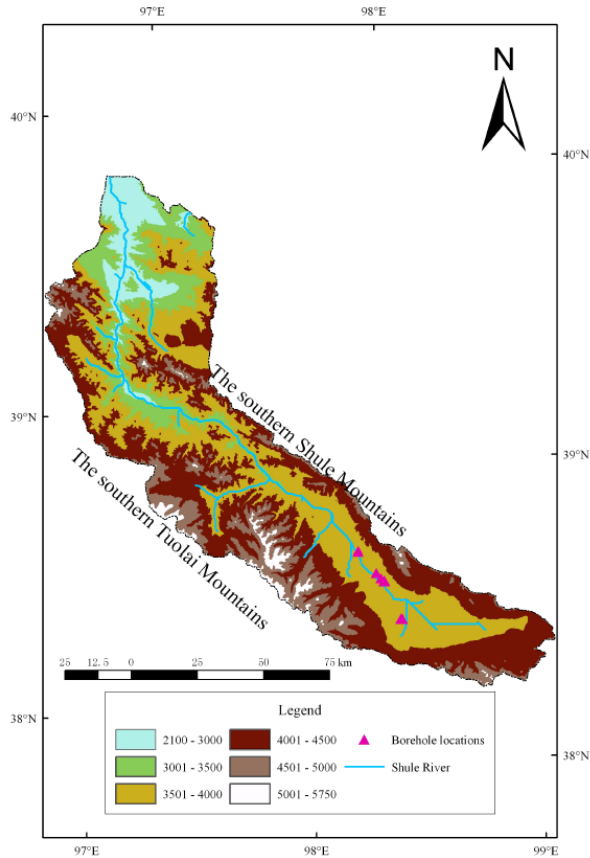 97°E 98°E
N
40°N 40°N
The southern Shule Mountains
39°N 39°N
The southern Tuolai Mountains
25 12.5 0 25 50 75 km
38°N 38°N
Legend
2100 - 3000 4001 - 4500 Borehole locations
3001 - 3500 4501 - 5000 Shule River
3501 - 4000 5001 - 5750
97°E 98°E 99°E